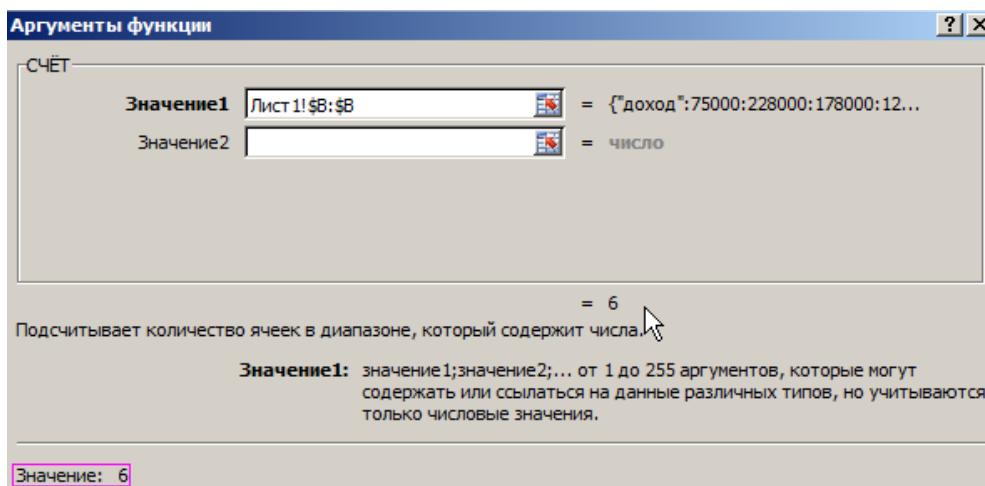 Аргументы функции
СЧЁТ
Значение1 Лист1!$B:$B = {"доход":75000:228000:178000:12...
Значение2 = число
= 6
Подсчитывает количество ячеек в диапазоне, который содержит числа.
Значение1: значение1;значение2;... от 1 до 255 аргументов, которые могут
содержать или ссылаться на данные различных типов, но учитываются
только числовые значения.
Значение: 6